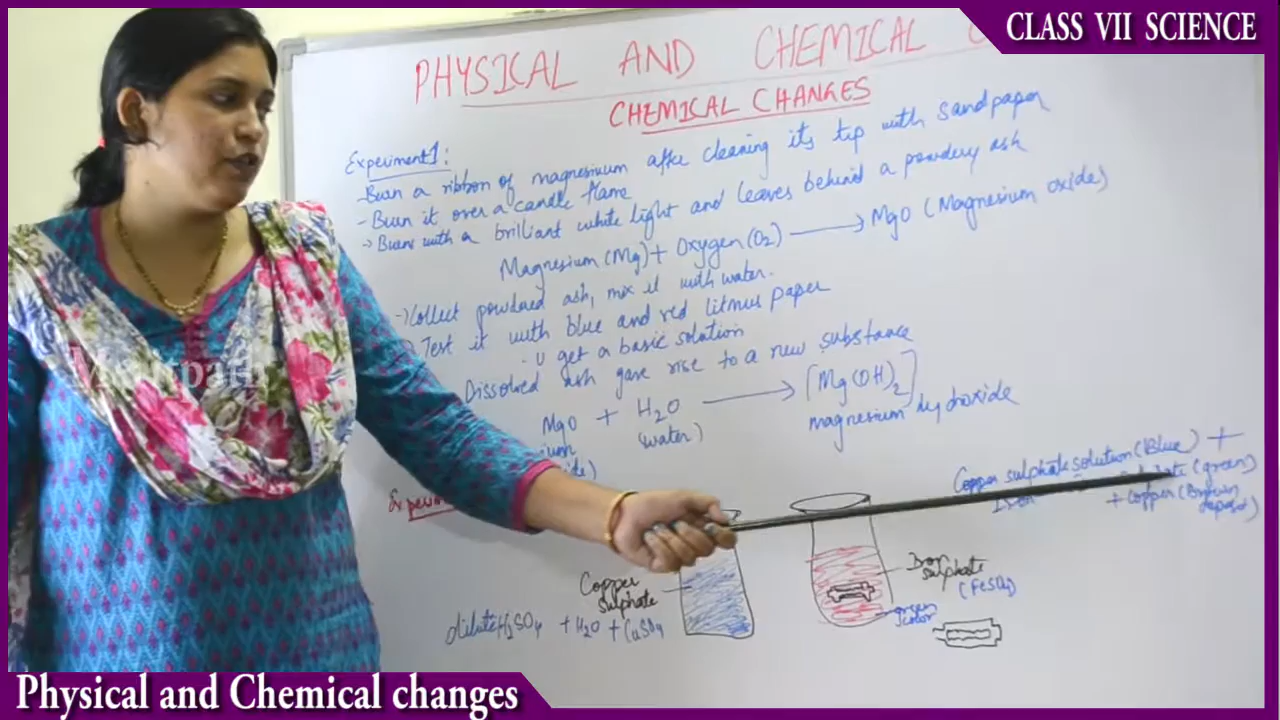 CLASS VII SCIENCE
PHYSICAL AND CHEMICAL
CHEMICAL CHANGES
Experiment 1:
- Burn a ribbon of magnesium after cleaning its tip with sandpaper
- Burn it over a candle flame
→ Burns with a brilliant white light and leaves behind a powdery ash
Magnesium (Mg) + Oxygen (O2) → MgO (Magnesium oxide)
→ Collect powdered ash, mix it with water.
Test it with blue and red litmus paper
- u get a basic solution
Dissolved ash gave rise to a new substance
MgO + H2O → [Mg(OH)2]
(water) magnesium hydroxide
Copper sulphate solution (Blue) +
(green)
+ Copper (Brown deposit)
Copper sulphate
Iron sulphate (FeSO4)
green color
dilute H2SO4 + H2O + CuSO4
Physical and Chemical changes